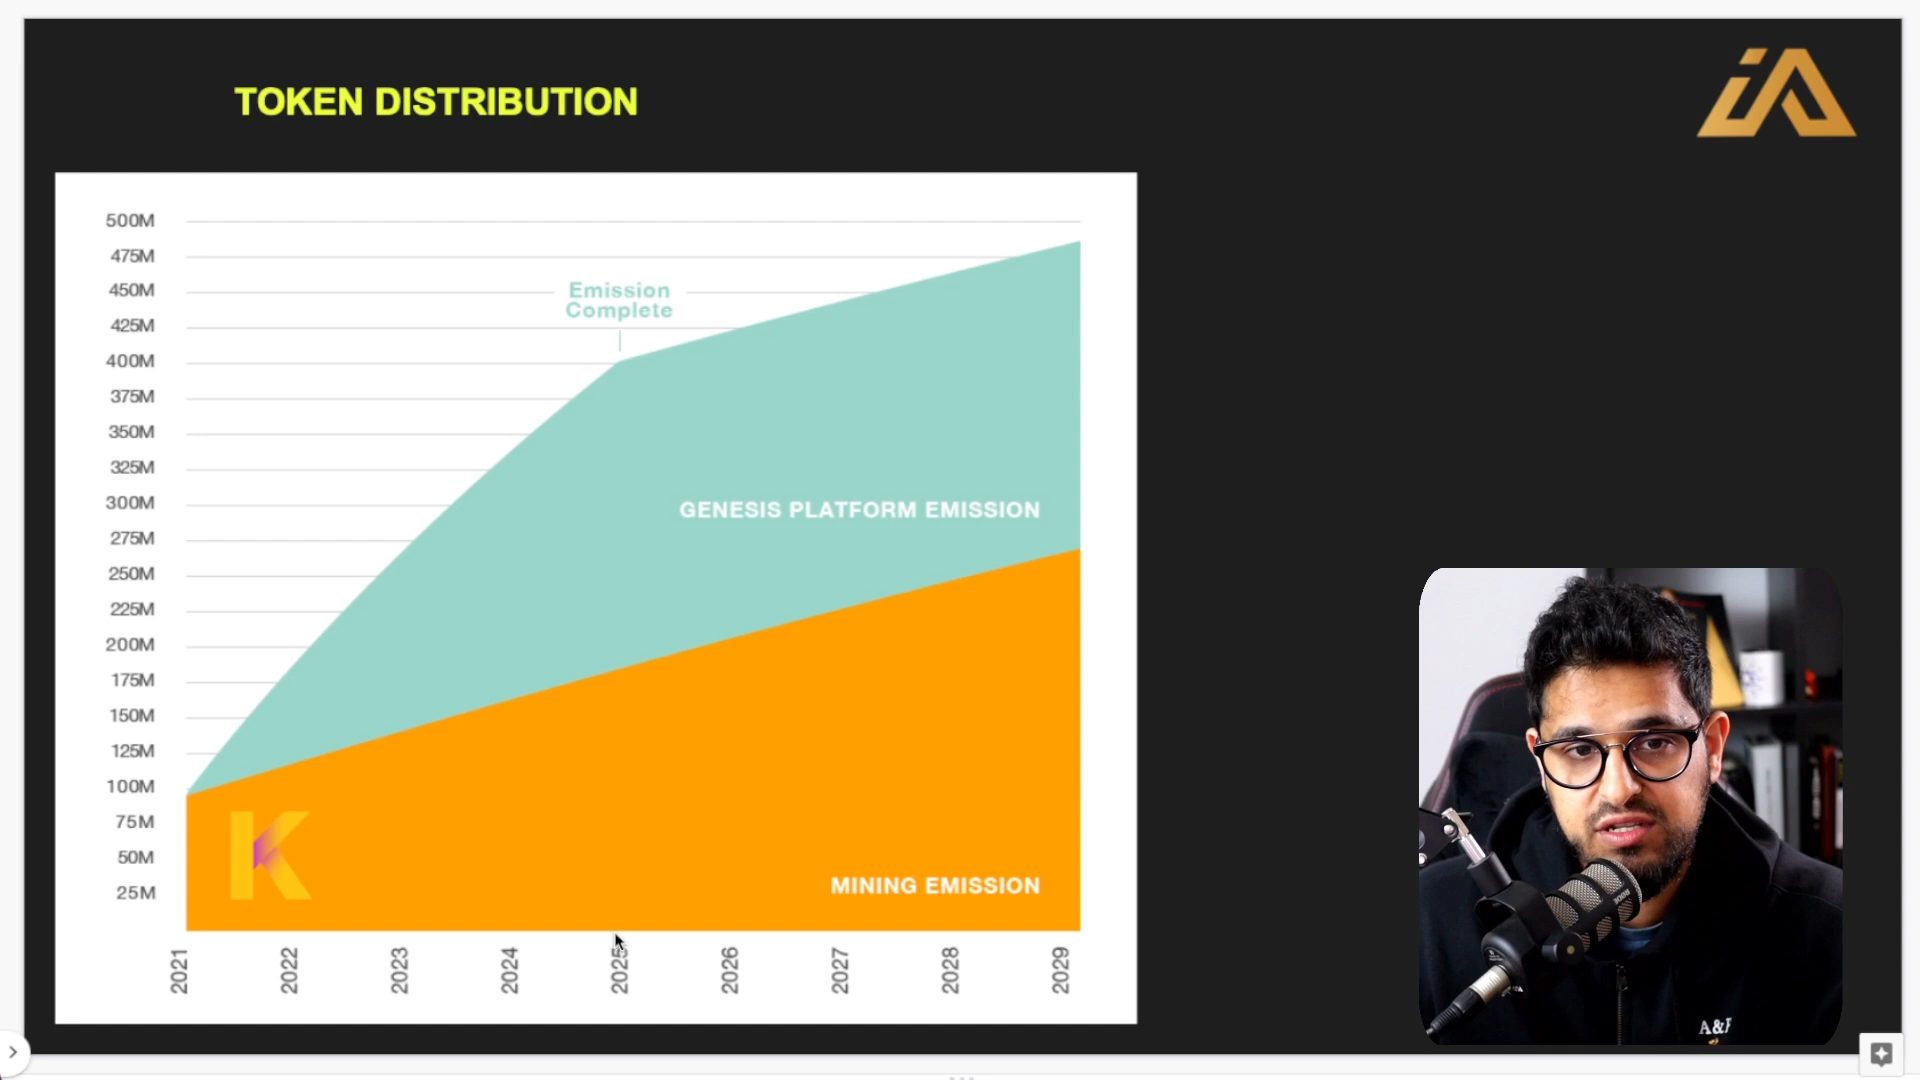 TOKEN DISTRIBUTION
500M
475M
450M
425M
400M
375M
350M
325M
300M
275M
250M
225M
200M
175M
150M
125M
100M
75M
50M
25M
Emission
Complete
GENESIS PLATFORM EMISSION
K
MINING EMISSION
2021
2022
2023
2024
2025
2026
2027
2028
2029